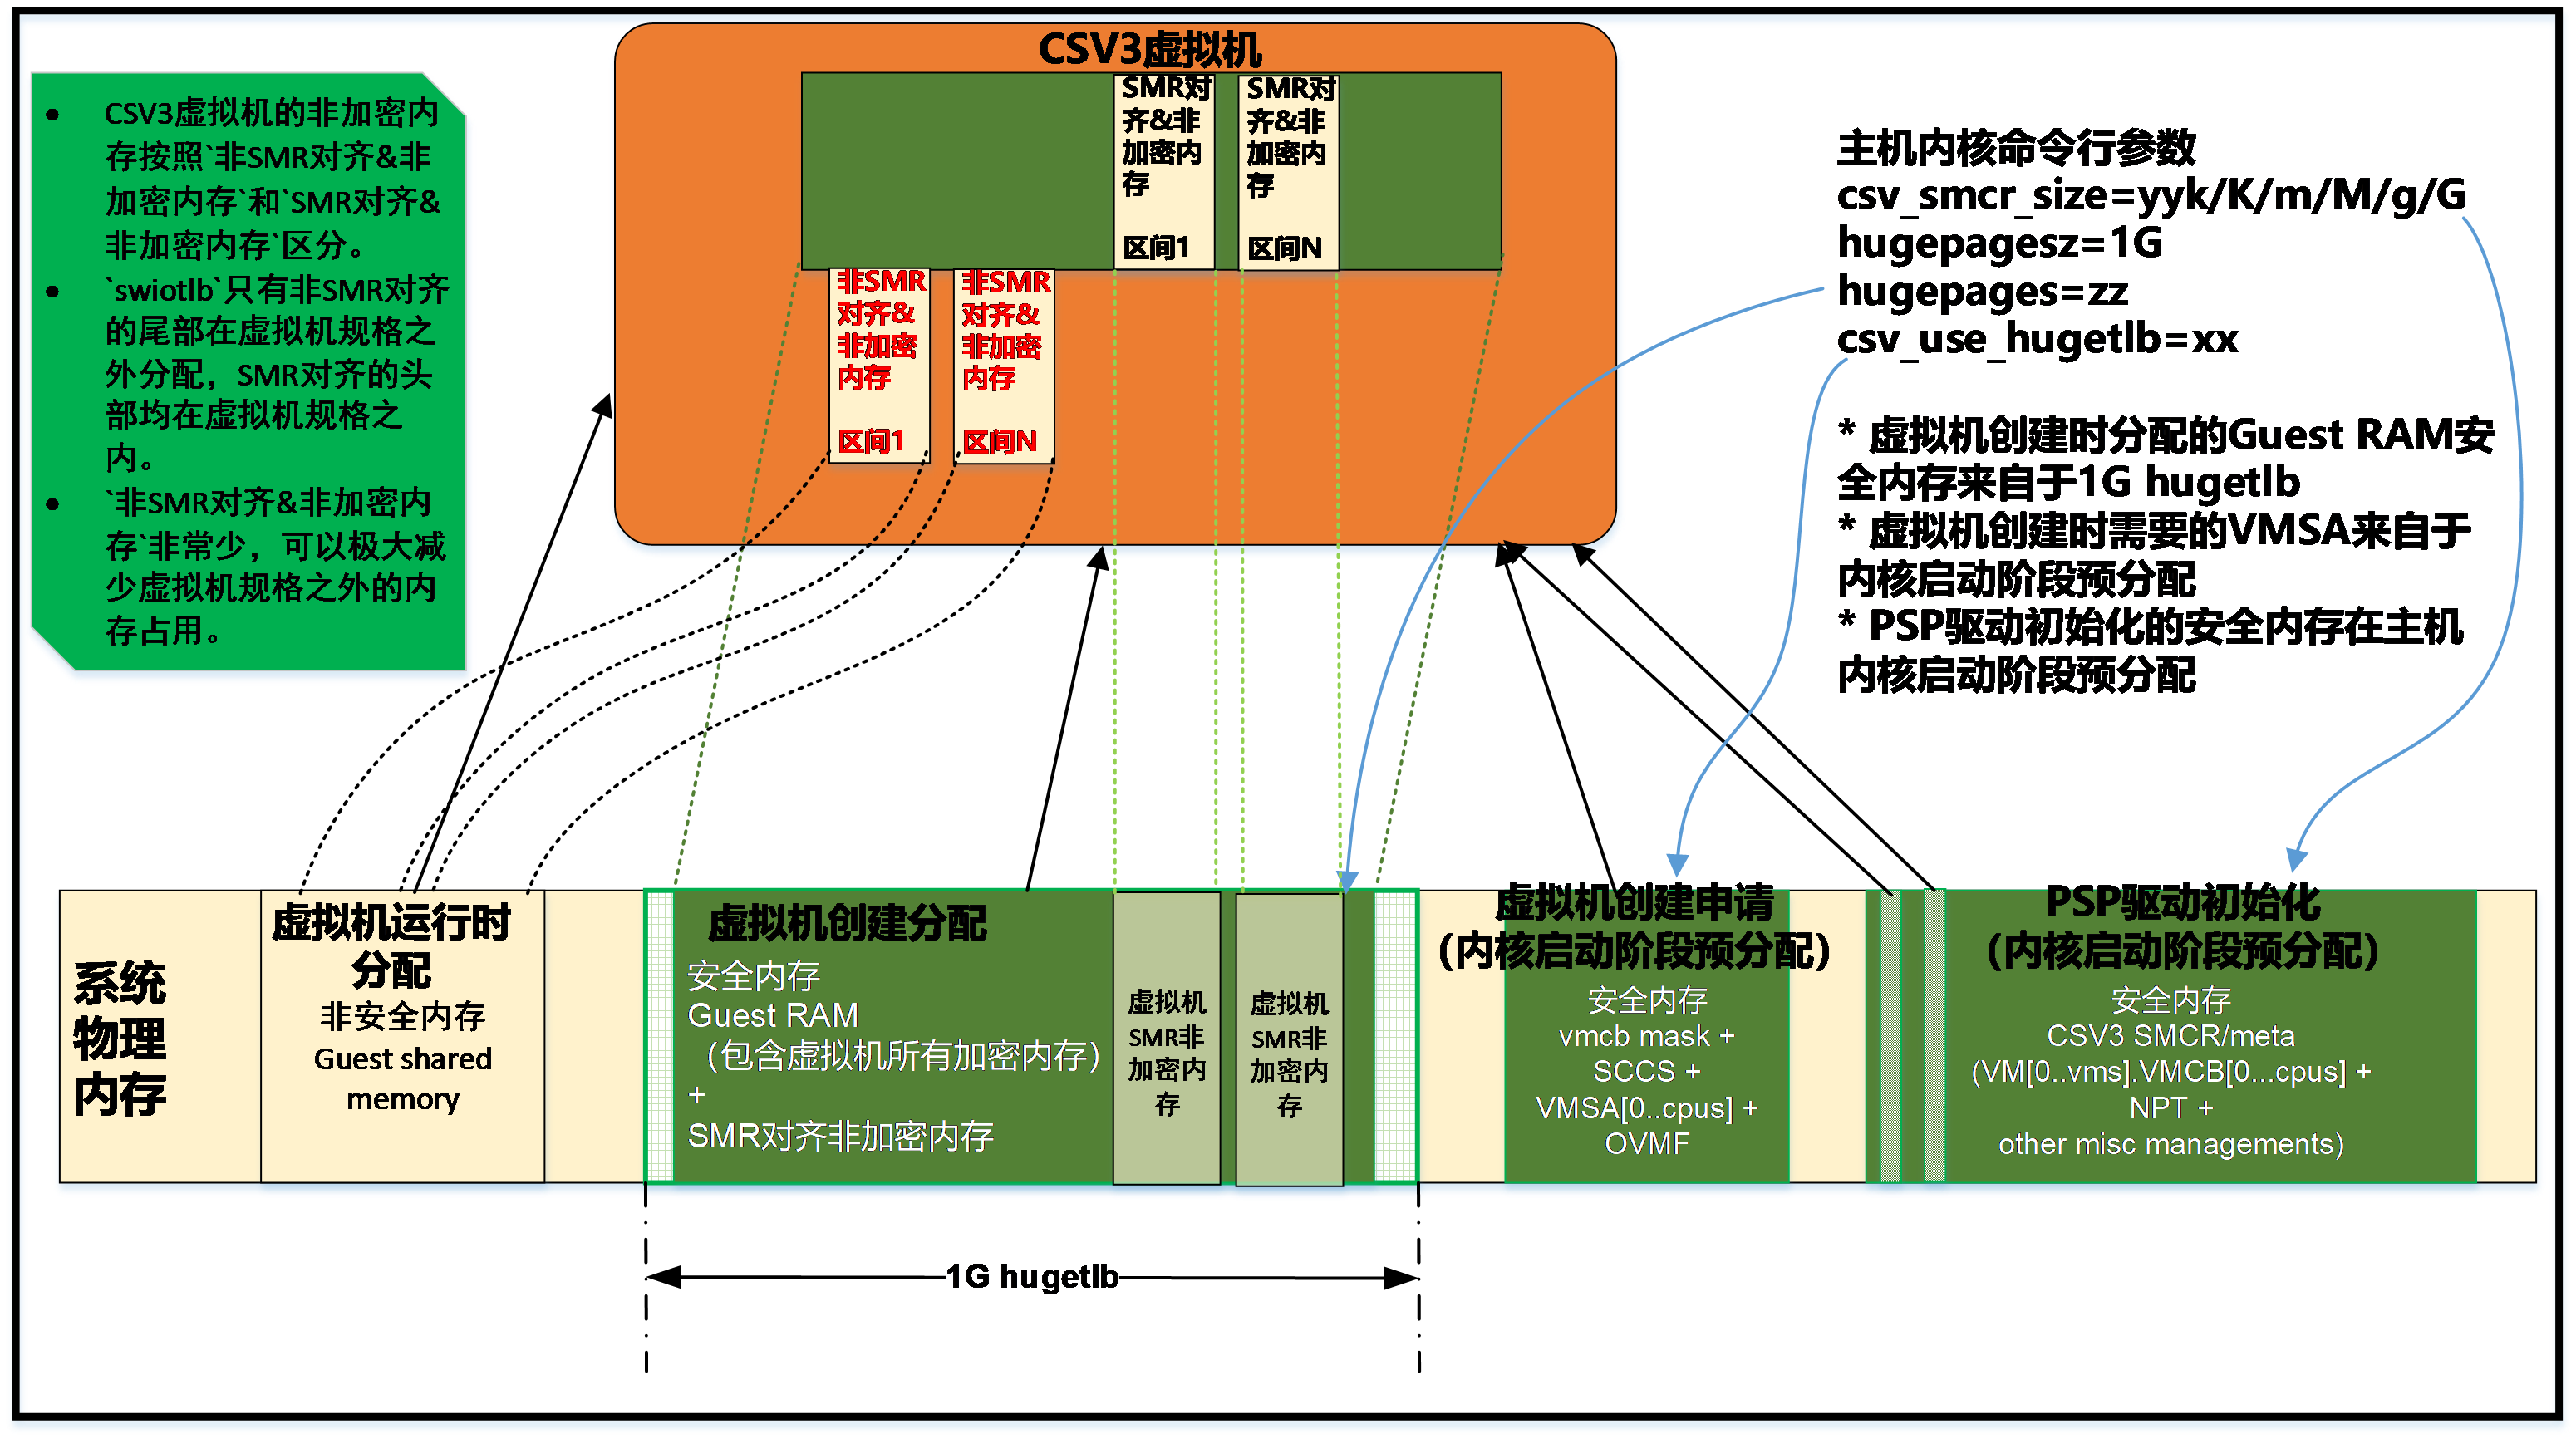 CSV3虚拟机
• CSV3虚拟机的非加密内
存按照`非SMR对齐&非
加密内存`和`SMR对齐&
非加密内存`区分。
• `swiotlb`只有非SMR对齐
的尾部在虚拟机规格之
外分配，SMR对齐的头
部均在虚拟机规格之
内。
• `非SMR对齐&非加密内
存`非常少，可以极大减
少虚拟机规格之外的内
存占用。
SMR对
齐&非
加密内
存
区间1
SMR对
齐&非
加密内
存
区间N
非SMR
对齐&
非加密
内存
区间1
非SMR
对齐&
非加密
内存
区间N
主机内核命令行参数
csv_smcr_size=yyk/K/m/M/g/G
hugepagesz=1G
hugepages=zz
csv_use_hugetlb=xx
* 虚拟机创建时分配的Guest RAM安
全内存来自于1G hugetlb
* 虚拟机创建时需要的VMSA来自于
内核启动阶段预分配
* PSP驱动初始化的安全内存在主机
内核启动阶段预分配
系统
物理
内存
虚拟机运行时
分配
非安全内存
Guest shared
memory
虚拟机创建分配
安全内存
Guest RAM
（包含虚拟机所有加密内存）
+
SMR对齐非加密内存
虚拟机
SMR非
加密内
存
虚拟机
SMR非
加密内
存
虚拟机创建申请
（内核启动阶段预分配）
安全内存
vmcb mask +
SCCS +
VMSA[0..cpus] +
OVMF
PSP驱动初始化
（内核启动阶段预分配）
安全内存
CSV3 SMCR/meta
(VM[0..vms].VMCB[0...cpus] +
NPT +
other misc managements)
1G hugetlb